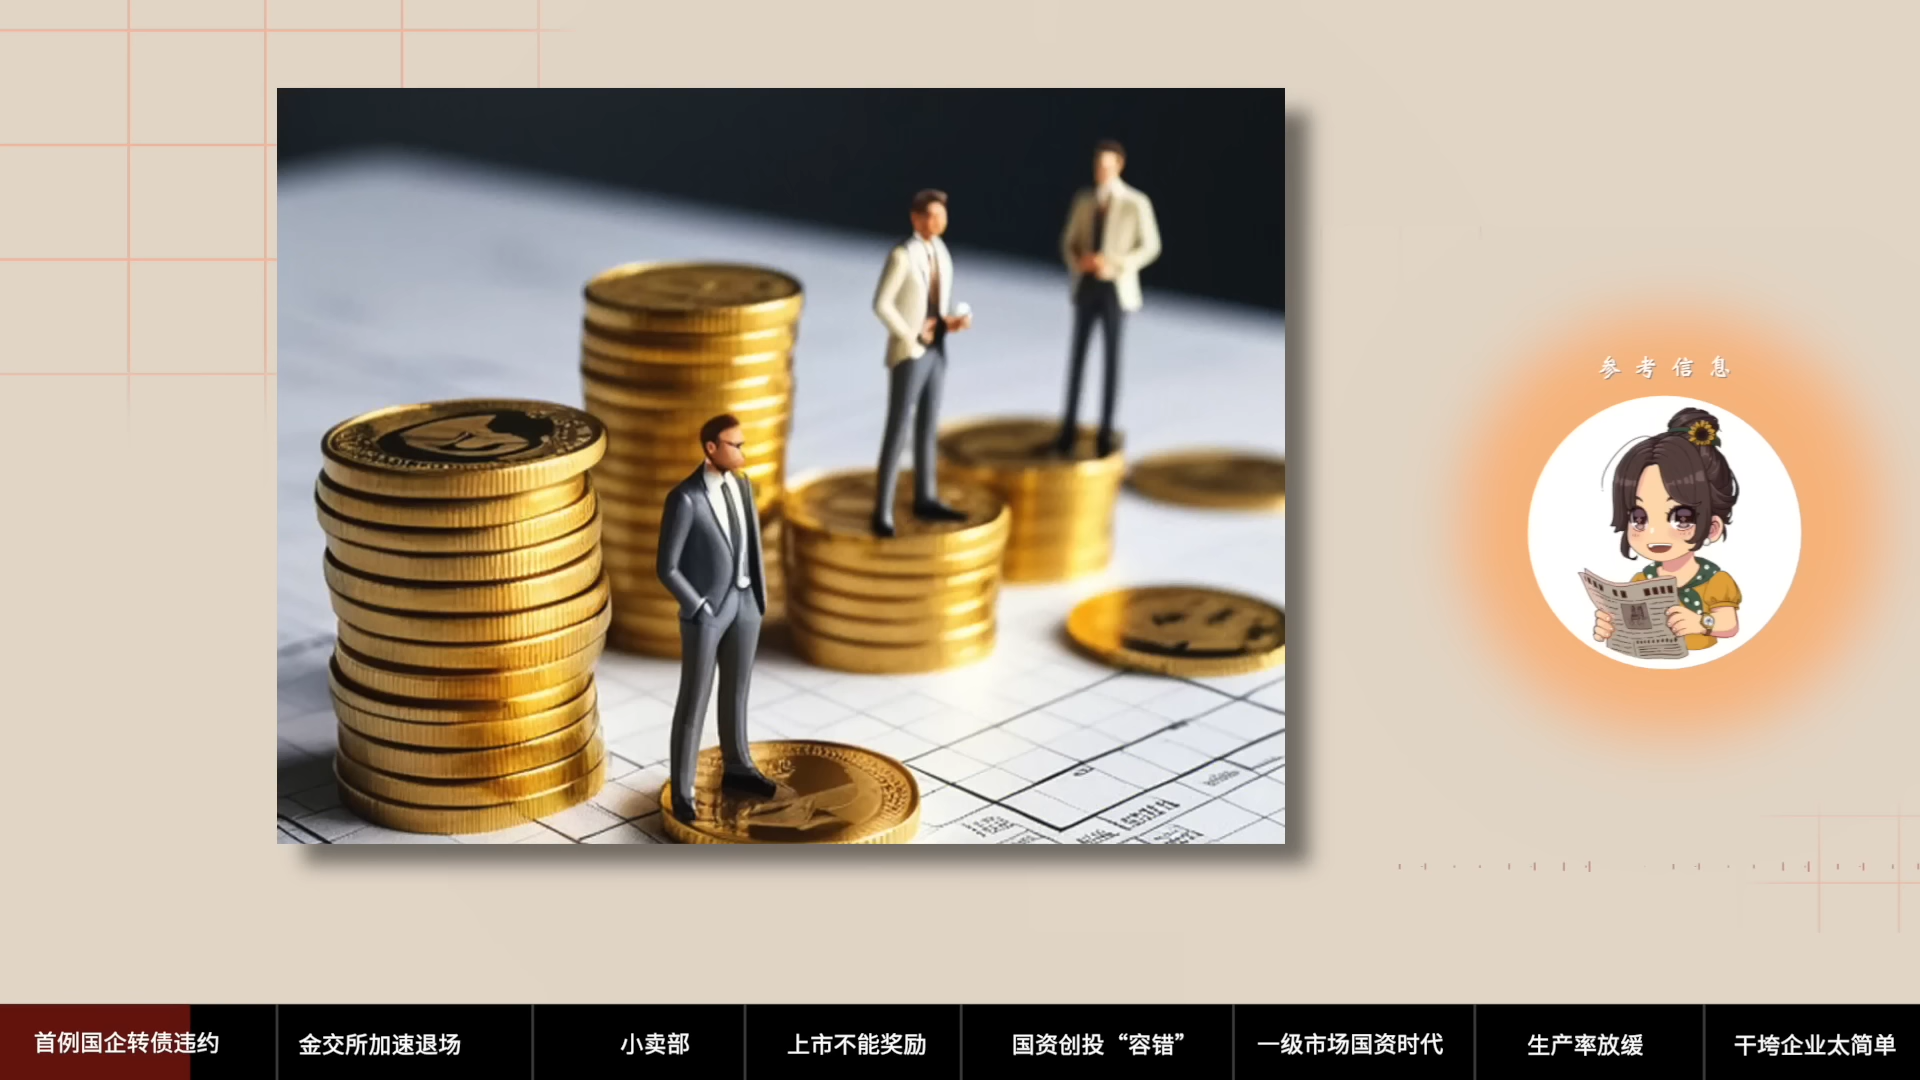 参考信息
首例国企转债违约
金交所加速退场
小卖部
上市不能奖励
国资创投“容错”
一级市场国资时代
生产率放缓
干垮企业太简单